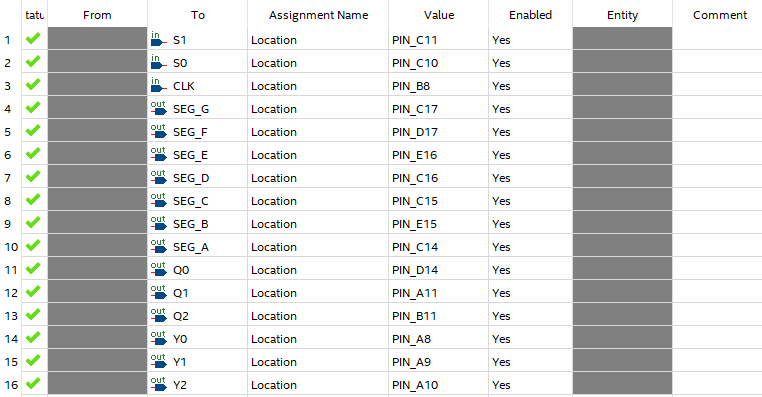 tatu From To Assignment Name Value Enabled Entity Comment
1 in S1 Location PIN_C11 Yes
2 in S0 Location PIN_C10 Yes
3 in CLK Location PIN_B8 Yes
4 out SEG_G Location PIN_C17 Yes
5 out SEG_F Location PIN_D17 Yes
6 out SEG_E Location PIN_E16 Yes
7 out SEG_D Location PIN_C16 Yes
8 out SEG_C Location PIN_C15 Yes
9 out SEG_B Location PIN_E15 Yes
10 out SEG_A Location PIN_C14 Yes
11 out Q0 Location PIN_D14 Yes
12 out Q1 Location PIN_A11 Yes
13 out Q2 Location PIN_B11 Yes
14 out Y0 Location PIN_A8 Yes
15 out Y1 Location PIN_A9 Yes
16 out Y2 Location PIN_A10 Yes